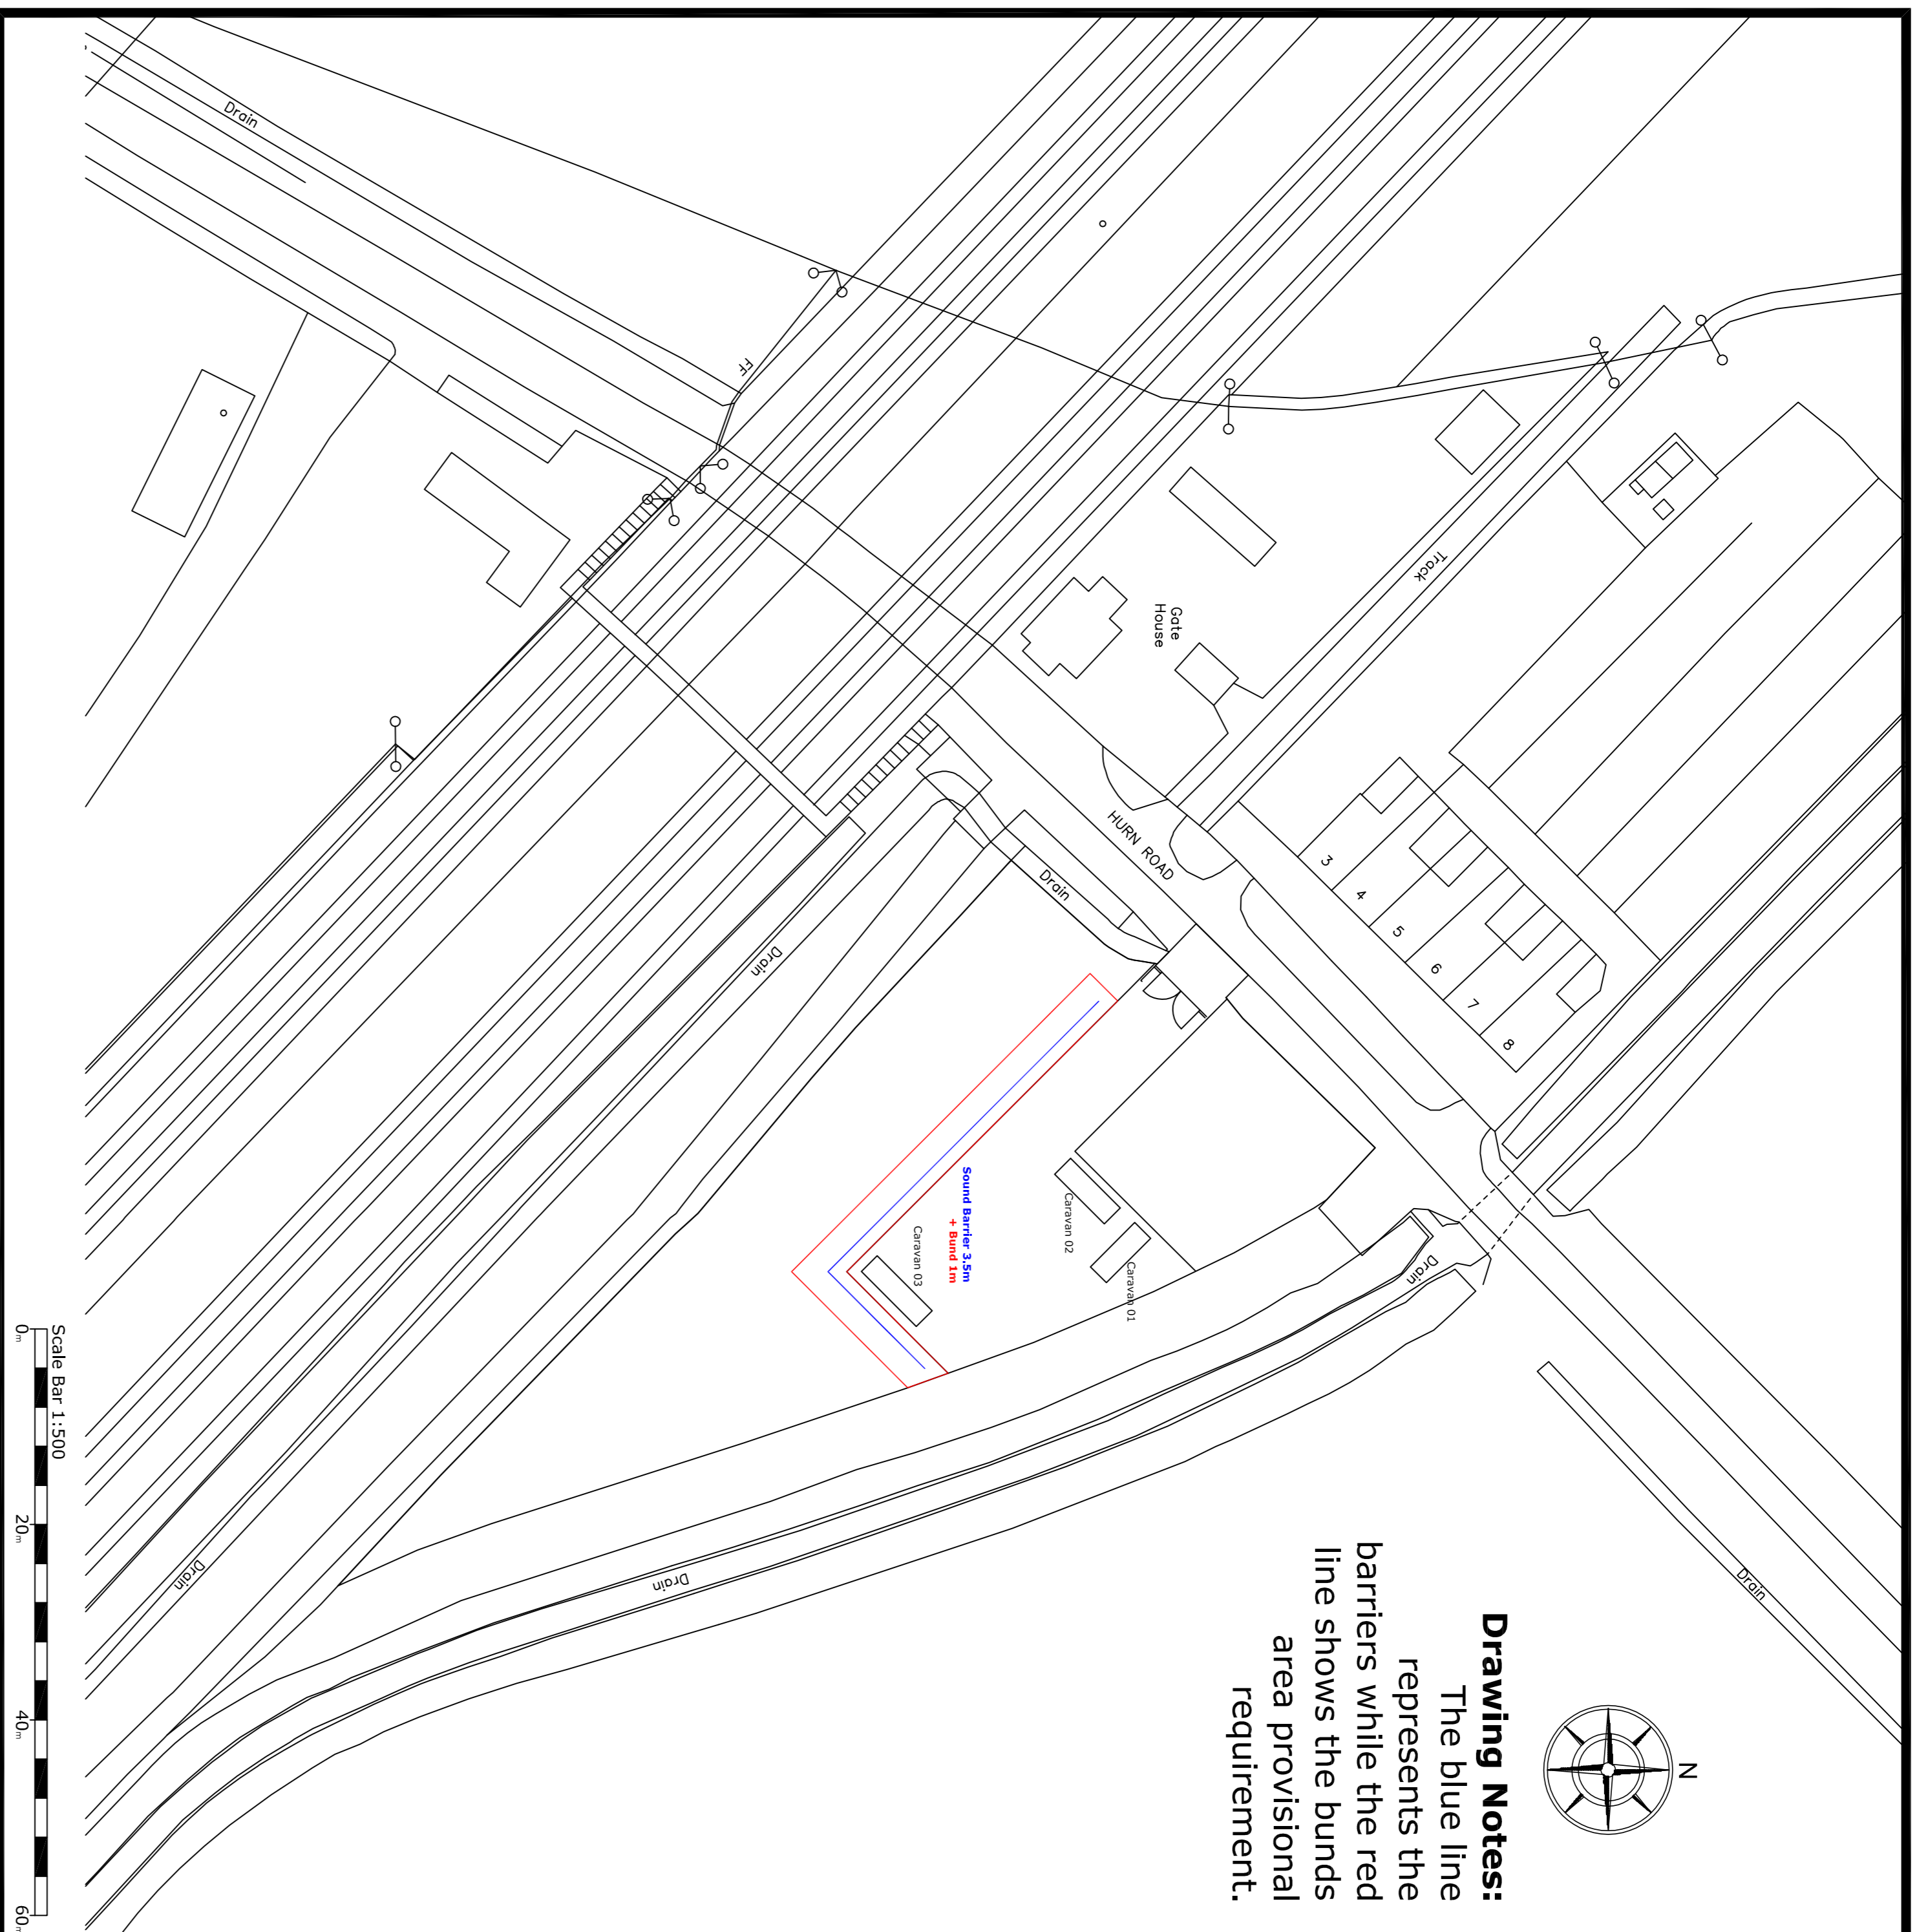 N
Drawing Notes:
The blue line
represents the
barriers while the red
line shows the bunds
area provisional
requirement.
Drain
Track
8
7
6
5
4
3
Drain
Gate
House
HURN ROAD
Caravan 01
Caravan 02
Sound Barrier 3.5m
+ Bund 1m
Caravan 03
Drain
Drain
FF
Drain
Drain
Drain
Scale Bar 1:500
0m
20m
40m
60m